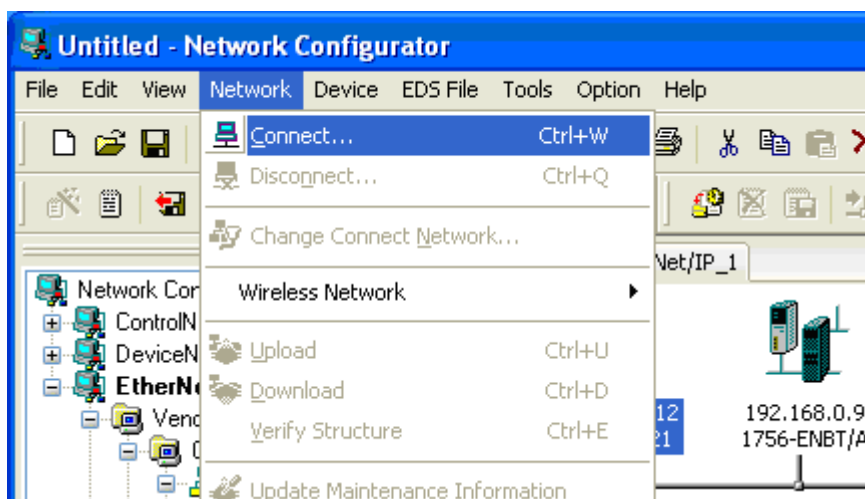 Untitled - Network Configurator
File Edit View Network Device EDS File Tools Option Help
Connect... Ctrl+W
Disconnect... Ctrl+Q
Change Connect Network...
Net/IP_1
Network Cor
Wireless Network
ControlN
DeviceN
Upload Ctrl+U
EtherNe
Download Ctrl+D
12 192.168.0.9
Vend
Verify Structure Ctrl+E
21 1756-ENBT/A
Update Maintenance Information